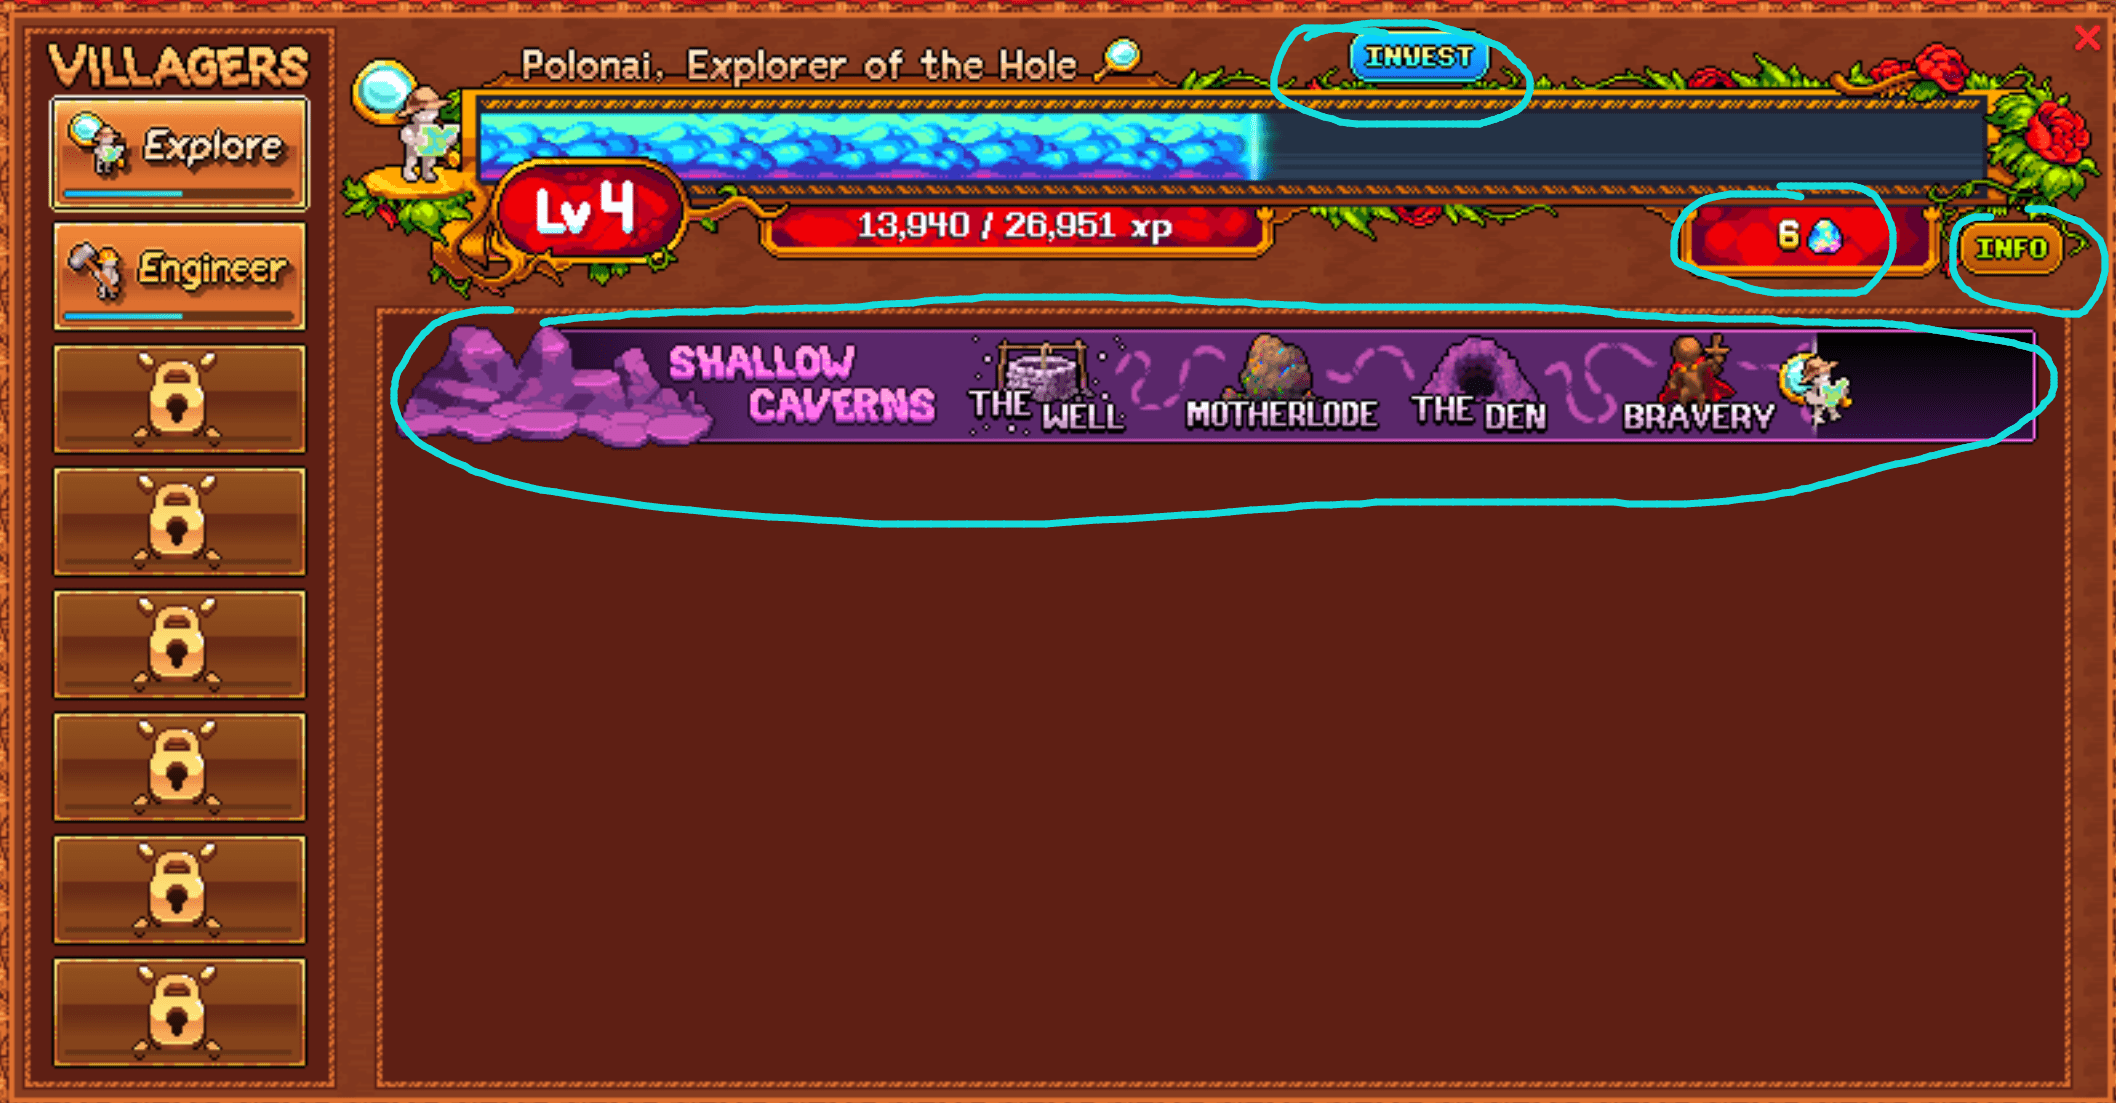 VILLAGERS
Explore
Engineer
Polonai, Explorer of the Hole
INVEST
Lv 4
13,940 / 26,951 xp
6
INFO
SHALLOW
CAVERNS
THE WELL
MOTHERLODE
THE DEN
BRAVERY